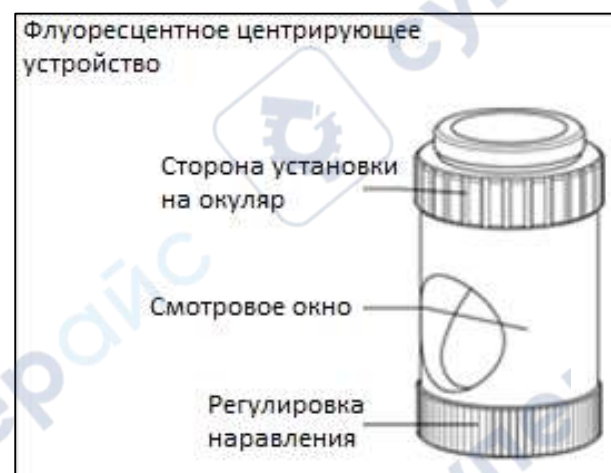 Флуоресцентное центрирующее
устройство
Сторона установки
на окуляр
Смотровое окно
Регулировка
наравления